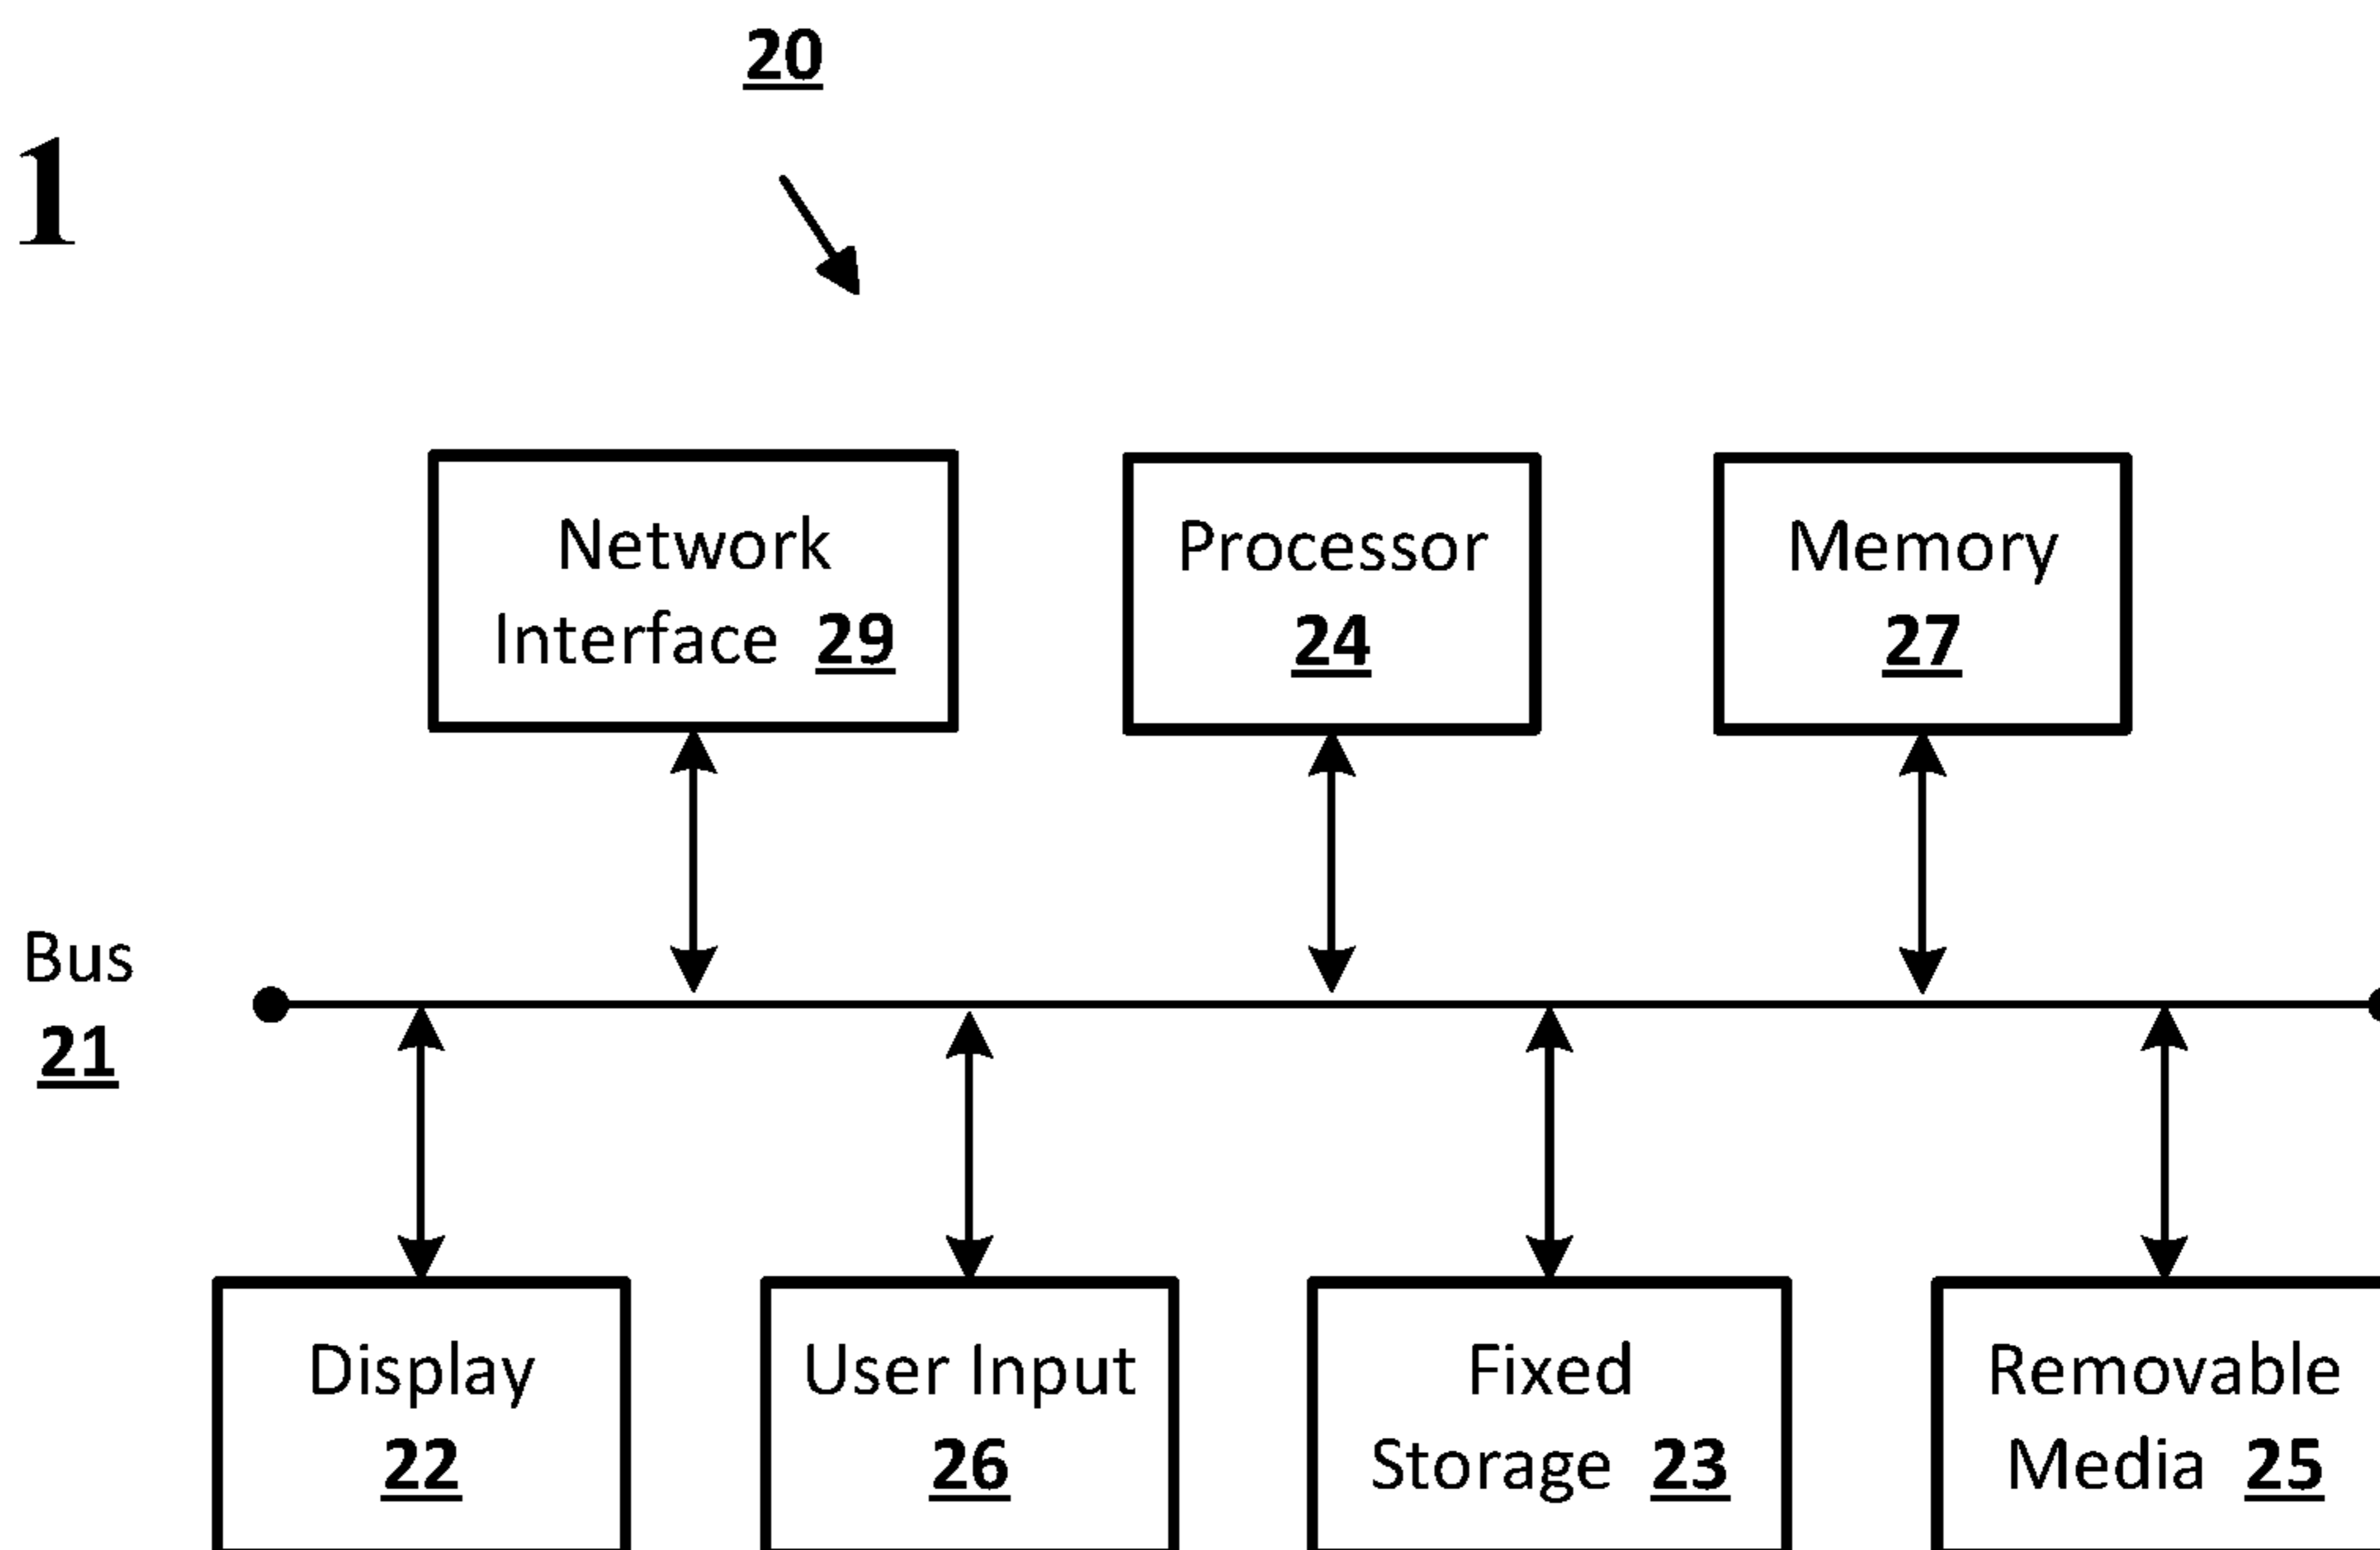 20
1
Network
Interface 29
Processor
24
Memory
27
Bus
21
Display
22
User Input
26
Fixed
Storage 23
Removable
Media 25